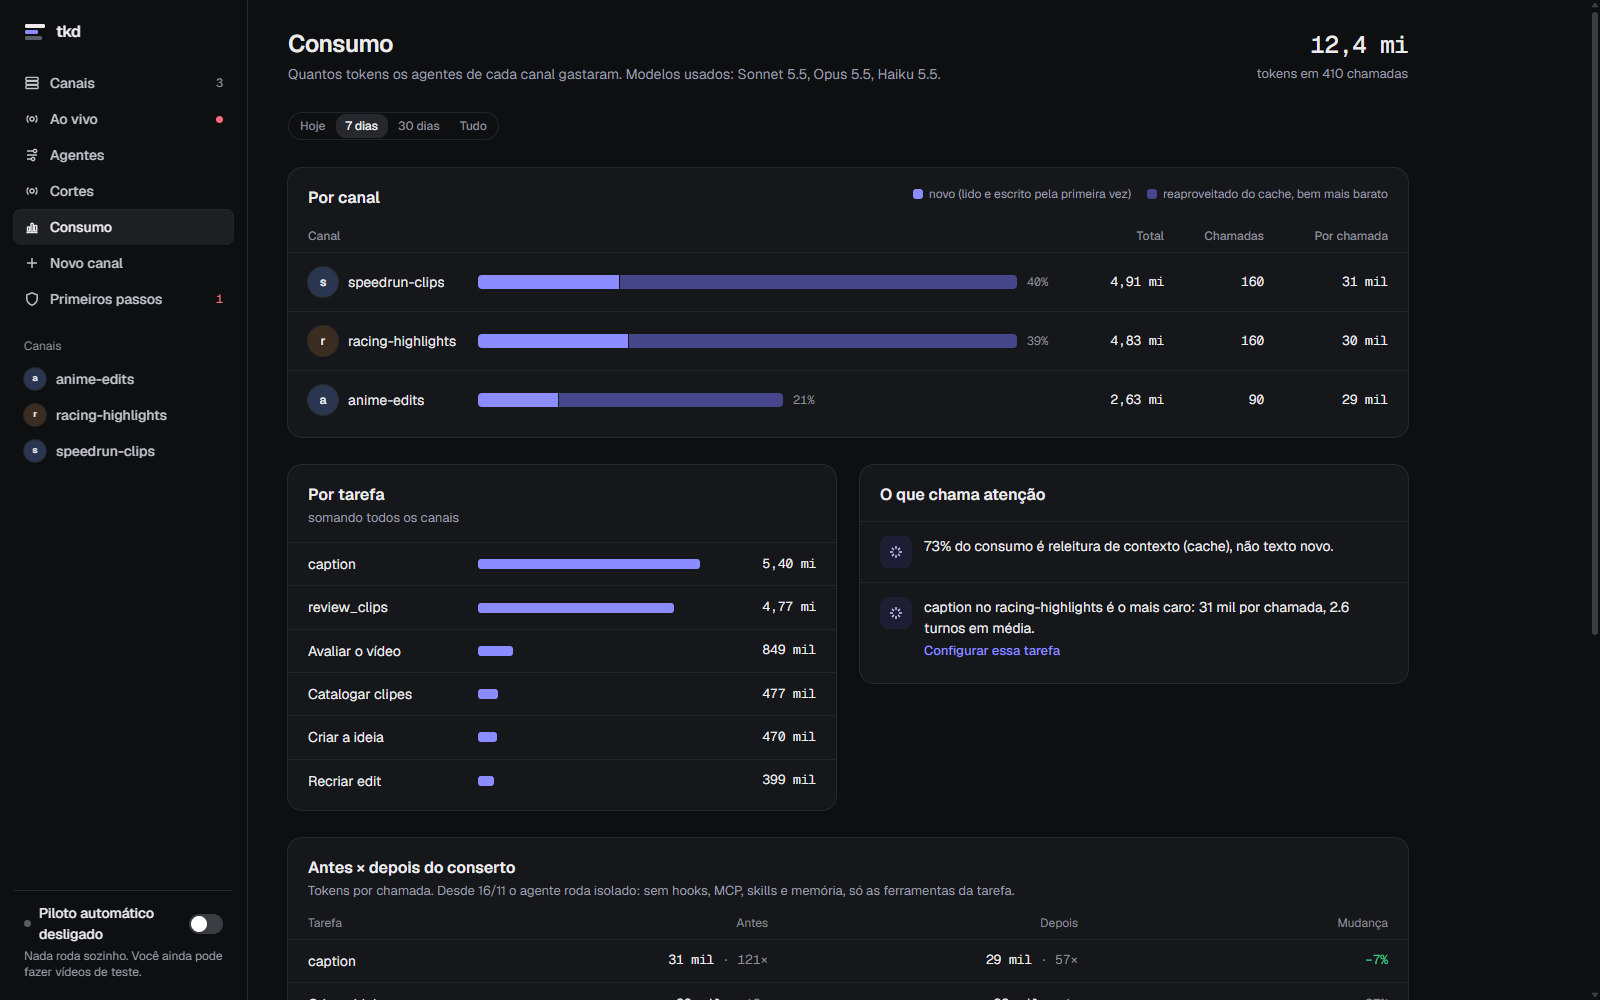 tkd
Canais 3
Ao vivo
Agentes
Cortes
Consumo
Novo canal
Primeiros passos 1
Canais
a anime-edits
r racing-highlights
s speedrun-clips
Piloto automático
desligado
Nada roda sozinho. Você ainda pode
fazer vídeos de teste.
Consumo
Quantos tokens os agentes de cada canal gastaram. Modelos usados: Sonnet 5.5, Opus 5.5, Haiku 5.5.
12,4 mi
tokens em 410 chamadas
Hoje 7 dias 30 dias Tudo
Por canal
novo (lido e escrito pela primeira vez) reaproveitado do cache, bem mais barato
Canal Total Chamadas Por chamada
s speedrun-clips 40% 4,91 mi 160 31 mil
r racing-highlights 39% 4,83 mi 160 30 mil
a anime-edits 21% 2,63 mi 90 29 mil
Por tarefa
somando todos os canais
caption 5,40 mi
review_clips 4,77 mi
Avaliar o vídeo 849 mil
Catalogar clipes 477 mil
Criar a ideia 470 mil
Recriar edit 399 mil
O que chama atenção
73% do consumo é releitura de contexto (cache), não texto novo.
caption no racing-highlights é o mais caro: 31 mil por chamada, 2.6
turnos em média.
Configurar essa tarefa
Antes × depois do conserto
Tokens por chamada. Desde 16/11 o agente roda isolado: sem hooks, MCP, skills e memória, só as ferramentas da tarefa.
Tarefa Antes Depois Mudança
caption 31 mil · 121× 29 mil · 57× −7%